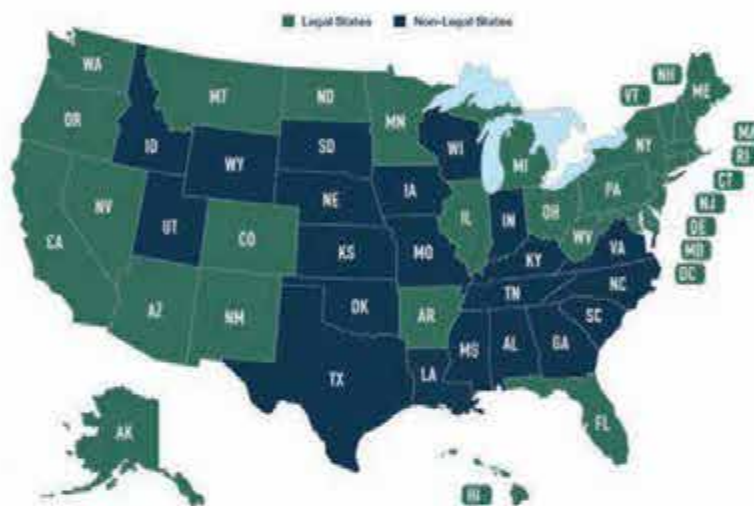 Legal States Non-Legal States
WA
MT
ND
MN
OR
ID
WY
SD
WI
MI
NY
VT
NH
ME
MA
RI
CT
NJ
DE
MD
DC
NV
UT
CO
NE
IA
IL
IN
OH
PA
WV
VA
CA
KS
MO
KY
NC
AZ
NM
OK
AR
TN
SC
TX
LA
AL
GA
FL
AK
HI